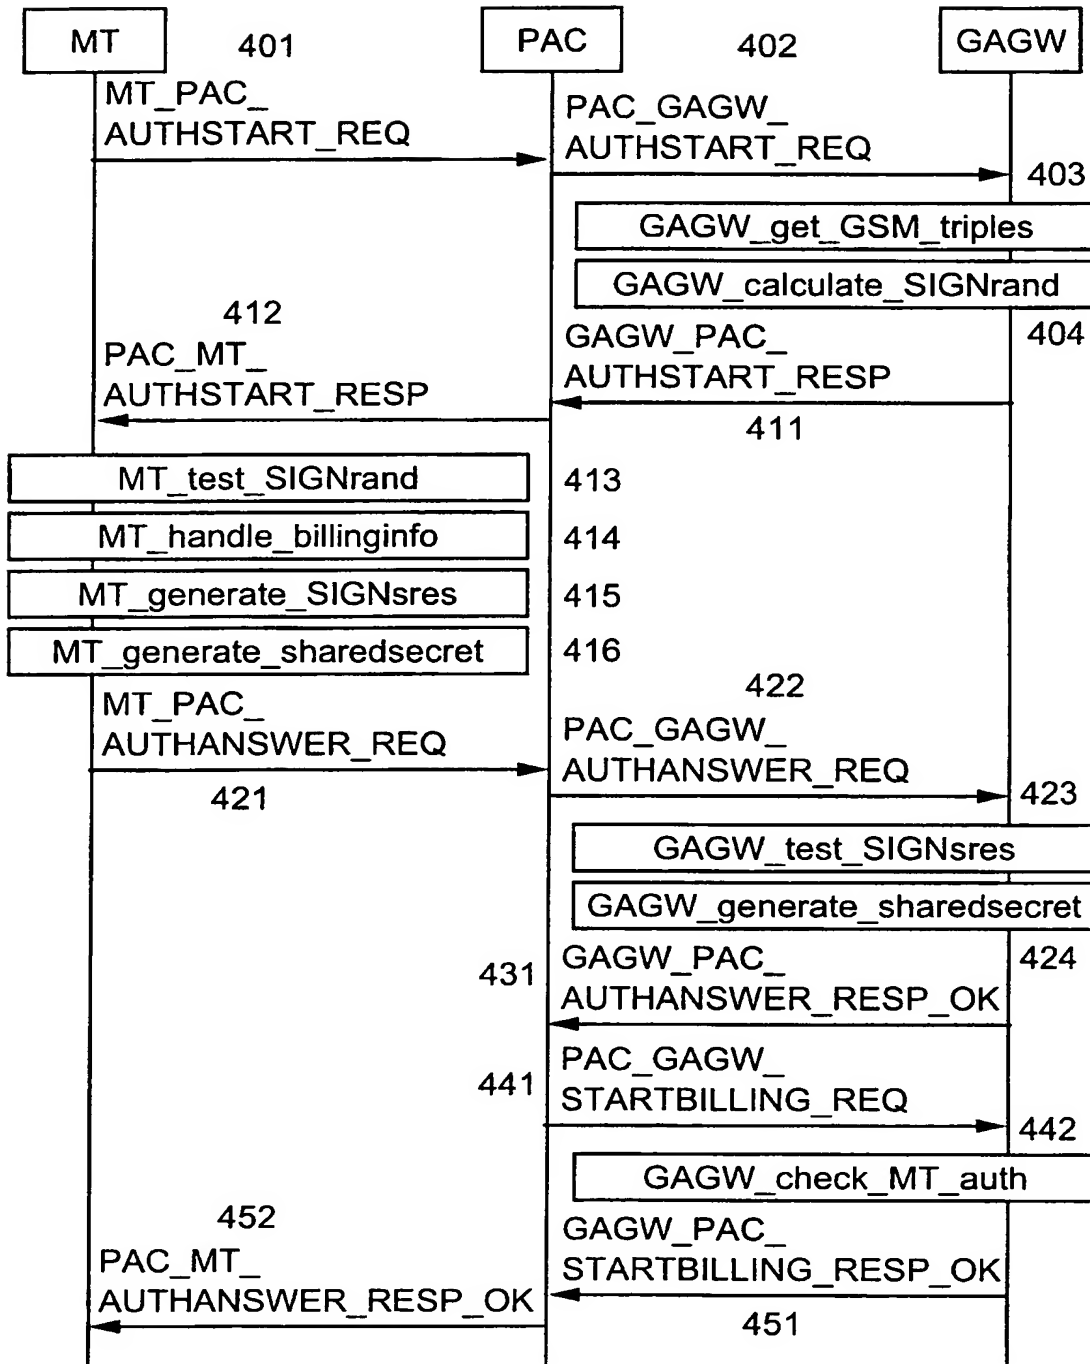 MT
401
PAC
402
GAGW
MT_PAC_
AUTHSTART_REQ
PAC_GAGW_
AUTHSTART_REQ
403
GAGW_get_GSM_triples
GAGW_calculate_SIGNrand
412
404
PAC_MT_
AUTHSTART_RESP
GAGW_PAC_
AUTHSTART_RESP
411
MT_test_SIGNrand
413
MT_handle_billinginfo
414
MT_generate_SIGNsres
415
MT_generate_sharedsecret
416
MT_PAC_
AUTHANSWER_REQ
421
422
PAC_GAGW_
AUTHANSWER_REQ
423
GAGW_test_SIGNsres
GAGW_generate_sharedsecret
424
431
GAGW_PAC_
AUTHANSWER_RESP_OK
441
PAC_GAGW_
STARTBILLING_REQ
442
GAGW_check_MT_auth
452
PAC_MT_
AUTHANSWER_RESP_OK
GAGW_PAC_
STARTBILLING_RESP_OK
451